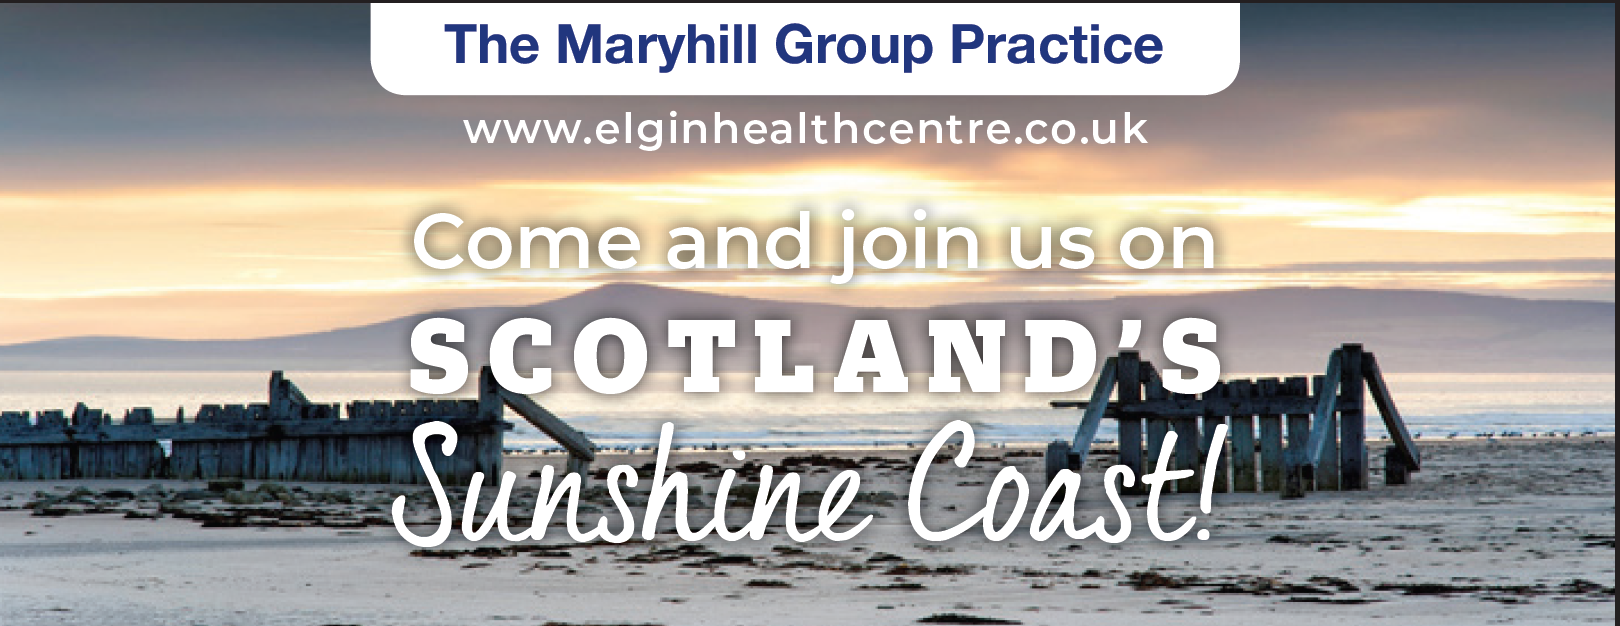 The Maryhill Group Practice
www.elginhealthcentre.co.uk
Come and join us on
SCOTLAND'S
Sunshine Coast!